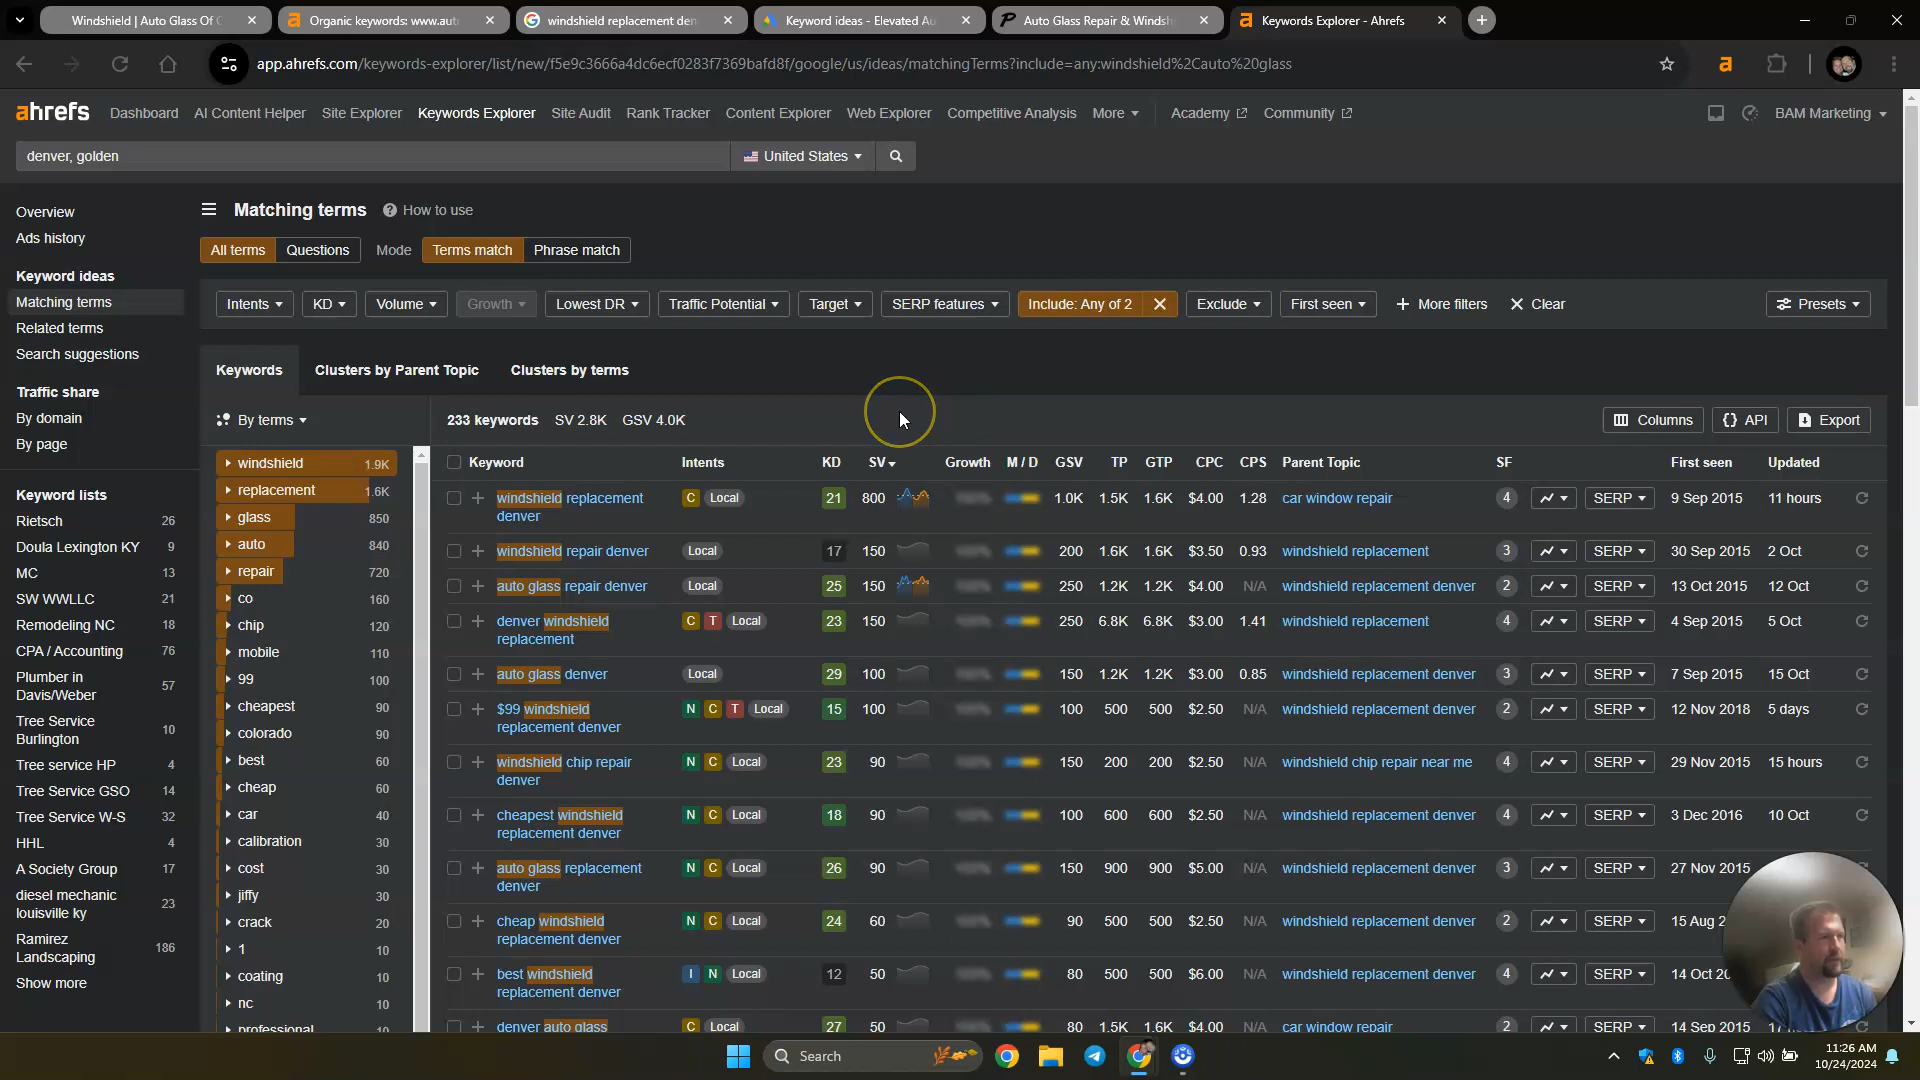 Windshield | Auto Glass Of
Organic keywords: www.aut
windshield replacement den
Keyword ideas - Elevated Au
Auto Glass Repair & Windsh
Keywords Explorer - Ahrefs
app.ahrefs.com/keywords-explorer/list/new/f5e9c3666a4dc6ecf0283f7369bafd8f/google/us/ideas/matchingTerms?include=any:windshield%2Cauto%20glass
ahrefs Dashboard AI Content Helper Site Explorer Keywords Explorer Site Audit Rank Tracker Content Explorer Web Explorer Competitive Analysis More Academy Community BAM Marketing
denver, golden United States
Overview
Ads history
Keyword ideas
Matching terms
Related terms
Search suggestions
Traffic share
By domain
By page
Keyword lists
Rietsch 26
Doula Lexington KY 9
MC 13
SW WWLLC 21
Remodeling NC 18
CPA / Accounting 76
Plumber in
Davis/Weber 57
Tree Service
Burlington 10
Tree service HP 4
Tree Service GSO 14
Tree Service W-S 32
HHL 4
A Society Group 17
diesel mechanic
louisville ky 23
Ramirez
Landscaping 186
Show more
Matching terms ? How to use
All terms Questions Mode Terms match Phrase match
Intents KD Volume Growth Lowest DR Traffic Potential Target SERP features Include: Any of 2 Exclude First seen More filters Clear Presets
Keywords Clusters by Parent Topic Clusters by terms
By terms
windshield 1.9K
replacement 1.6K
glass 850
auto 840
repair 720
co 160
chip 120
mobile 110
99 100
cheapest 90
colorado 90
best 60
cheap 60
car 40
calibration 30
cost 30
jiffy 30
crack 20
1 10
coating 10
nc 10
professional
233 keywords SV 2.8K GSV 4.0K Columns {} API Export
Keyword Intents KD SV Growth M / D GSV TP GTP CPC CPS Parent Topic SF First seen Updated
windshield replacement C Local 21 800 1.0K 1.5K 1.6K $4.00 1.28 car window repair 4 SERP 9 Sep 2015 11 hours
denver
windshield repair denver Local 17 150 200 1.6K 1.6K $3.50 0.93 windshield replacement 3 SERP 30 Sep 2015 2 Oct
auto glass repair denver Local 25 150 250 1.2K 1.2K $4.00 N/A windshield replacement denver 2 SERP 13 Oct 2015 12 Oct
denver windshield C T Local 23 150 250 6.8K 6.8K $3.00 1.41 windshield replacement 4 SERP 4 Sep 2015 5 Oct
replacement
auto glass denver Local 29 100 150 1.2K 1.2K $3.00 0.85 windshield replacement denver 3 SERP 7 Sep 2015 15 Oct
$99 windshield N C T Local 15 100 100 500 500 $2.50 N/A windshield replacement denver 2 SERP 12 Nov 2018 5 days
replacement denver
windshield chip repair N C Local 23 90 150 200 200 $2.50 N/A windshield chip repair near me 4 SERP 29 Nov 2015 15 hours
denver
cheapest windshield N C Local 18 90 100 600 600 $2.50 N/A windshield replacement denver 4 SERP 3 Dec 2016 10 Oct
replacement denver
auto glass replacement N C Local 26 90 150 900 900 $5.00 N/A windshield replacement denver 3 SERP 27 Nov 2015
denver
cheap windshield N C Local 24 60 90 500 500 $2.50 N/A windshield replacement denver 2 SERP 15 Aug 2
replacement denver
best windshield I N Local 12 50 80 500 500 $6.00 N/A windshield replacement denver 4 SERP 14 Oct 20
replacement denver
denver auto glass C Local 27 50 80 1.5K 1.6K $4.00 N/A car window repair 2 SERP 14 Sep 2015
Search
11:26 AM
10/24/2024